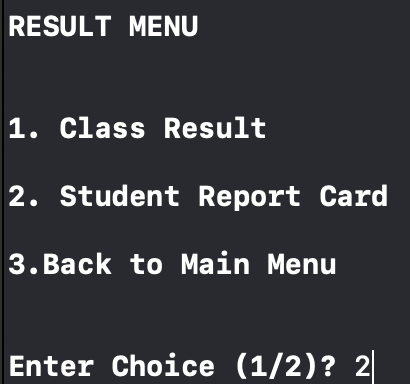 RESULT MENU
1. Class Result
2. Student Report Card
3.Back to Main Menu
Enter Choice (1/2)? 2